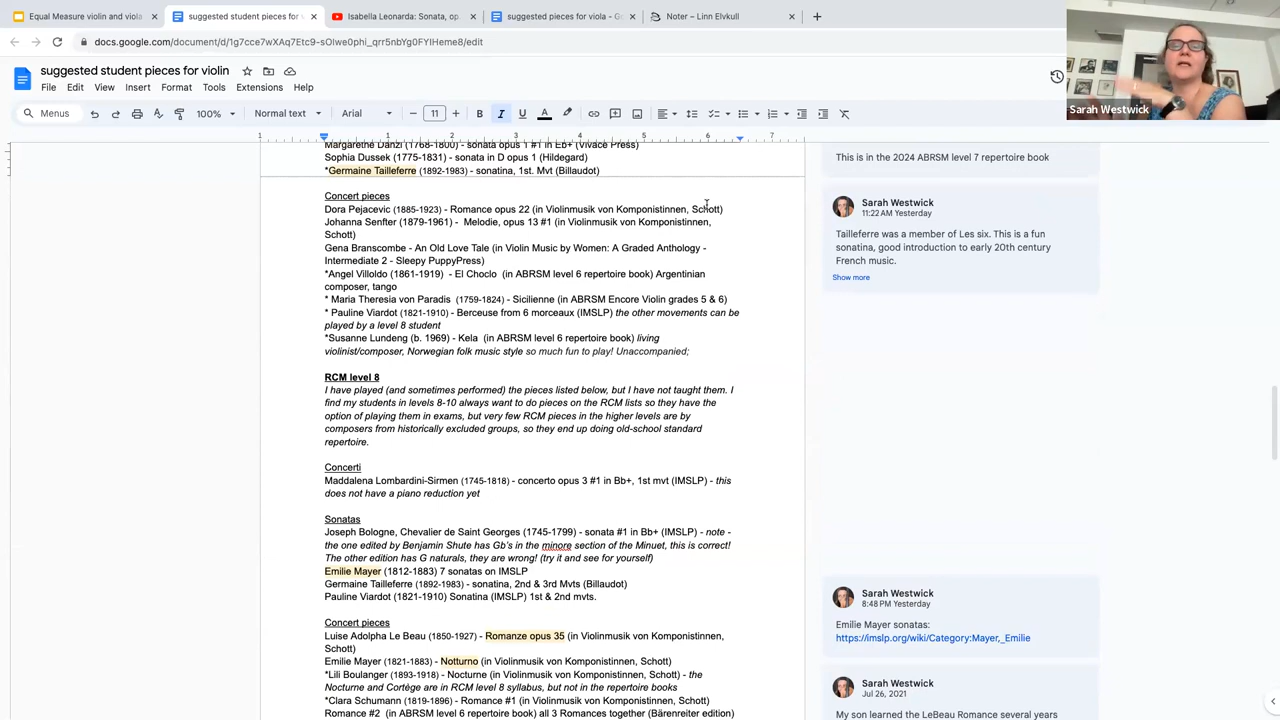 Equal Measure violin and viola
suggested student pieces for v
Isabella Leonarda: Sonata, op.
suggested pieces for viola - G
Noter – Linn Elvkull
docs.google.com/document/d/1g7cce7wXAq7Etc9-sOIwe0phi_qrr5nbYg0FYIHeme8/edit
suggested student pieces for violin
File Edit View Insert Format Tools Extensions Help
Menus
100%
Normal text
Arial
11
B I U A
Sarah Westwick
1 1 2 3 4 5 6 7
Margarethe Danzi (1768-1800) - sonata opus 1 #1 in Eb+ (Vivace Press)
Sophia Dussek (1775-1831) - sonata in D opus 1 (Hildegard)
*Germaine Tailleferre (1892-1983) - sonatina, 1st. Mvt (Billaudot)
Concert pieces
Dora Pejacevic (1885-1923) - Romance opus 22 (in Violinmusik von Komponistinnen, Schott)
Johanna Senfter (1879-1961) - Melodie, opus 13 #1 (in Violinmusik von Komponistinnen,
Schott)
Gena Branscombe - An Old Love Tale (in Violin Music by Women: A Graded Anthology -
Intermediate 2 - Sleepy PuppyPress)
*Angel Villoldo (1861-1919) - El Choclo (in ABRSM level 6 repertoire book) Argentinian
composer, tango
* Maria Theresia von Paradis (1759-1824) - Sicilienne (in ABRSM Encore Violin grades 5 & 6)
* Pauline Viardot (1821-1910) - Berceuse from 6 morceaux (IMSLP) the other movements can be
played by a level 8 student
*Susanne Lundeng (b. 1969) - Kela (in ABRSM level 6 repertoire book) living
violinist/composer, Norwegian folk music style so much fun to play! Unaccompanied;
RCM level 8
I have played (and sometimes performed) the pieces listed below, but I have not taught them. I
find my students in levels 8-10 always want to do pieces on the RCM lists so they have the
option of playing them in exams, but very few RCM pieces in the higher levels are by
composers from historically excluded groups, so they end up doing old-school standard
repertoire.
Concerti
Maddalena Lombardini-Sirmen (1745-1818) - concerto opus 3 #1 in Bb+, 1st mvt (IMSLP) - this
does not have a piano reduction yet
Sonatas
Joseph Bologne, Chevalier de Saint Georges (1745-1799) - sonata #1 in Bb+ (IMSLP) - note -
the one edited by Benjamin Shute has Gb's in the minore section of the Minuet, this is correct!
The other edition has G naturals, they are wrong! (try it and see for yourself)
Emilie Mayer (1812-1883) 7 sonatas on IMSLP
Germaine Tailleferre (1892-1983) - sonatina, 2nd & 3rd Mvts (Billaudot)
Pauline Viardot (1821-1910) Sonatina (IMSLP) 1st & 2nd mvts.
Concert pieces
Luise Adolpha Le Beau (1850-1927) - Romanze opus 35 (in Violinmusik von Komponistinnen,
Schott)
Emilie Mayer (1821-1883) - Notturno (in Violinmusik von Komponistinnen, Schott)
*Lili Boulanger (1893-1918) - Nocturne (in Violinmusik von Komponistinnen, Schott) - the
Nocturne and Cortège are in RCM level 8 syllabus, but not in the repertoire books
*Clara Schumann (1819-1896) - Romance #1 (in Violinmusik von Komponistinnen, Schott)
Romance #2 (in ABRSM level 6 repertoire book) all 3 Romances together (Bärenreiter edition)
This is in the 2024 ABRSM level 7 repertoire book
Sarah Westwick
11:22 AM Yesterday
Tailleferre was a member of Les six. This is a fun
sonatina, good introduction to early 20th century
French music.
Show more
Sarah Westwick
8:48 PM Yesterday
Emilie Mayer sonatas:
https://imslp.org/wiki/Category:Mayer,_Emilie
Sarah Westwick
Jul 26, 2021
My son learned the LeBeau Romance several years